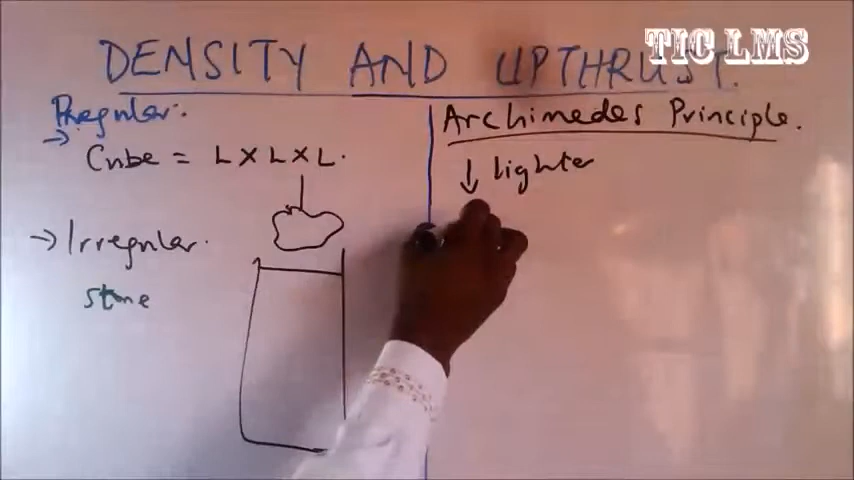 DENSITY AND UPTHRUST.
TIC LMS
Regular:
→ Cube = L X L X L.
→ Irregular.
stone
Archimedes Principle.
↓ lighter